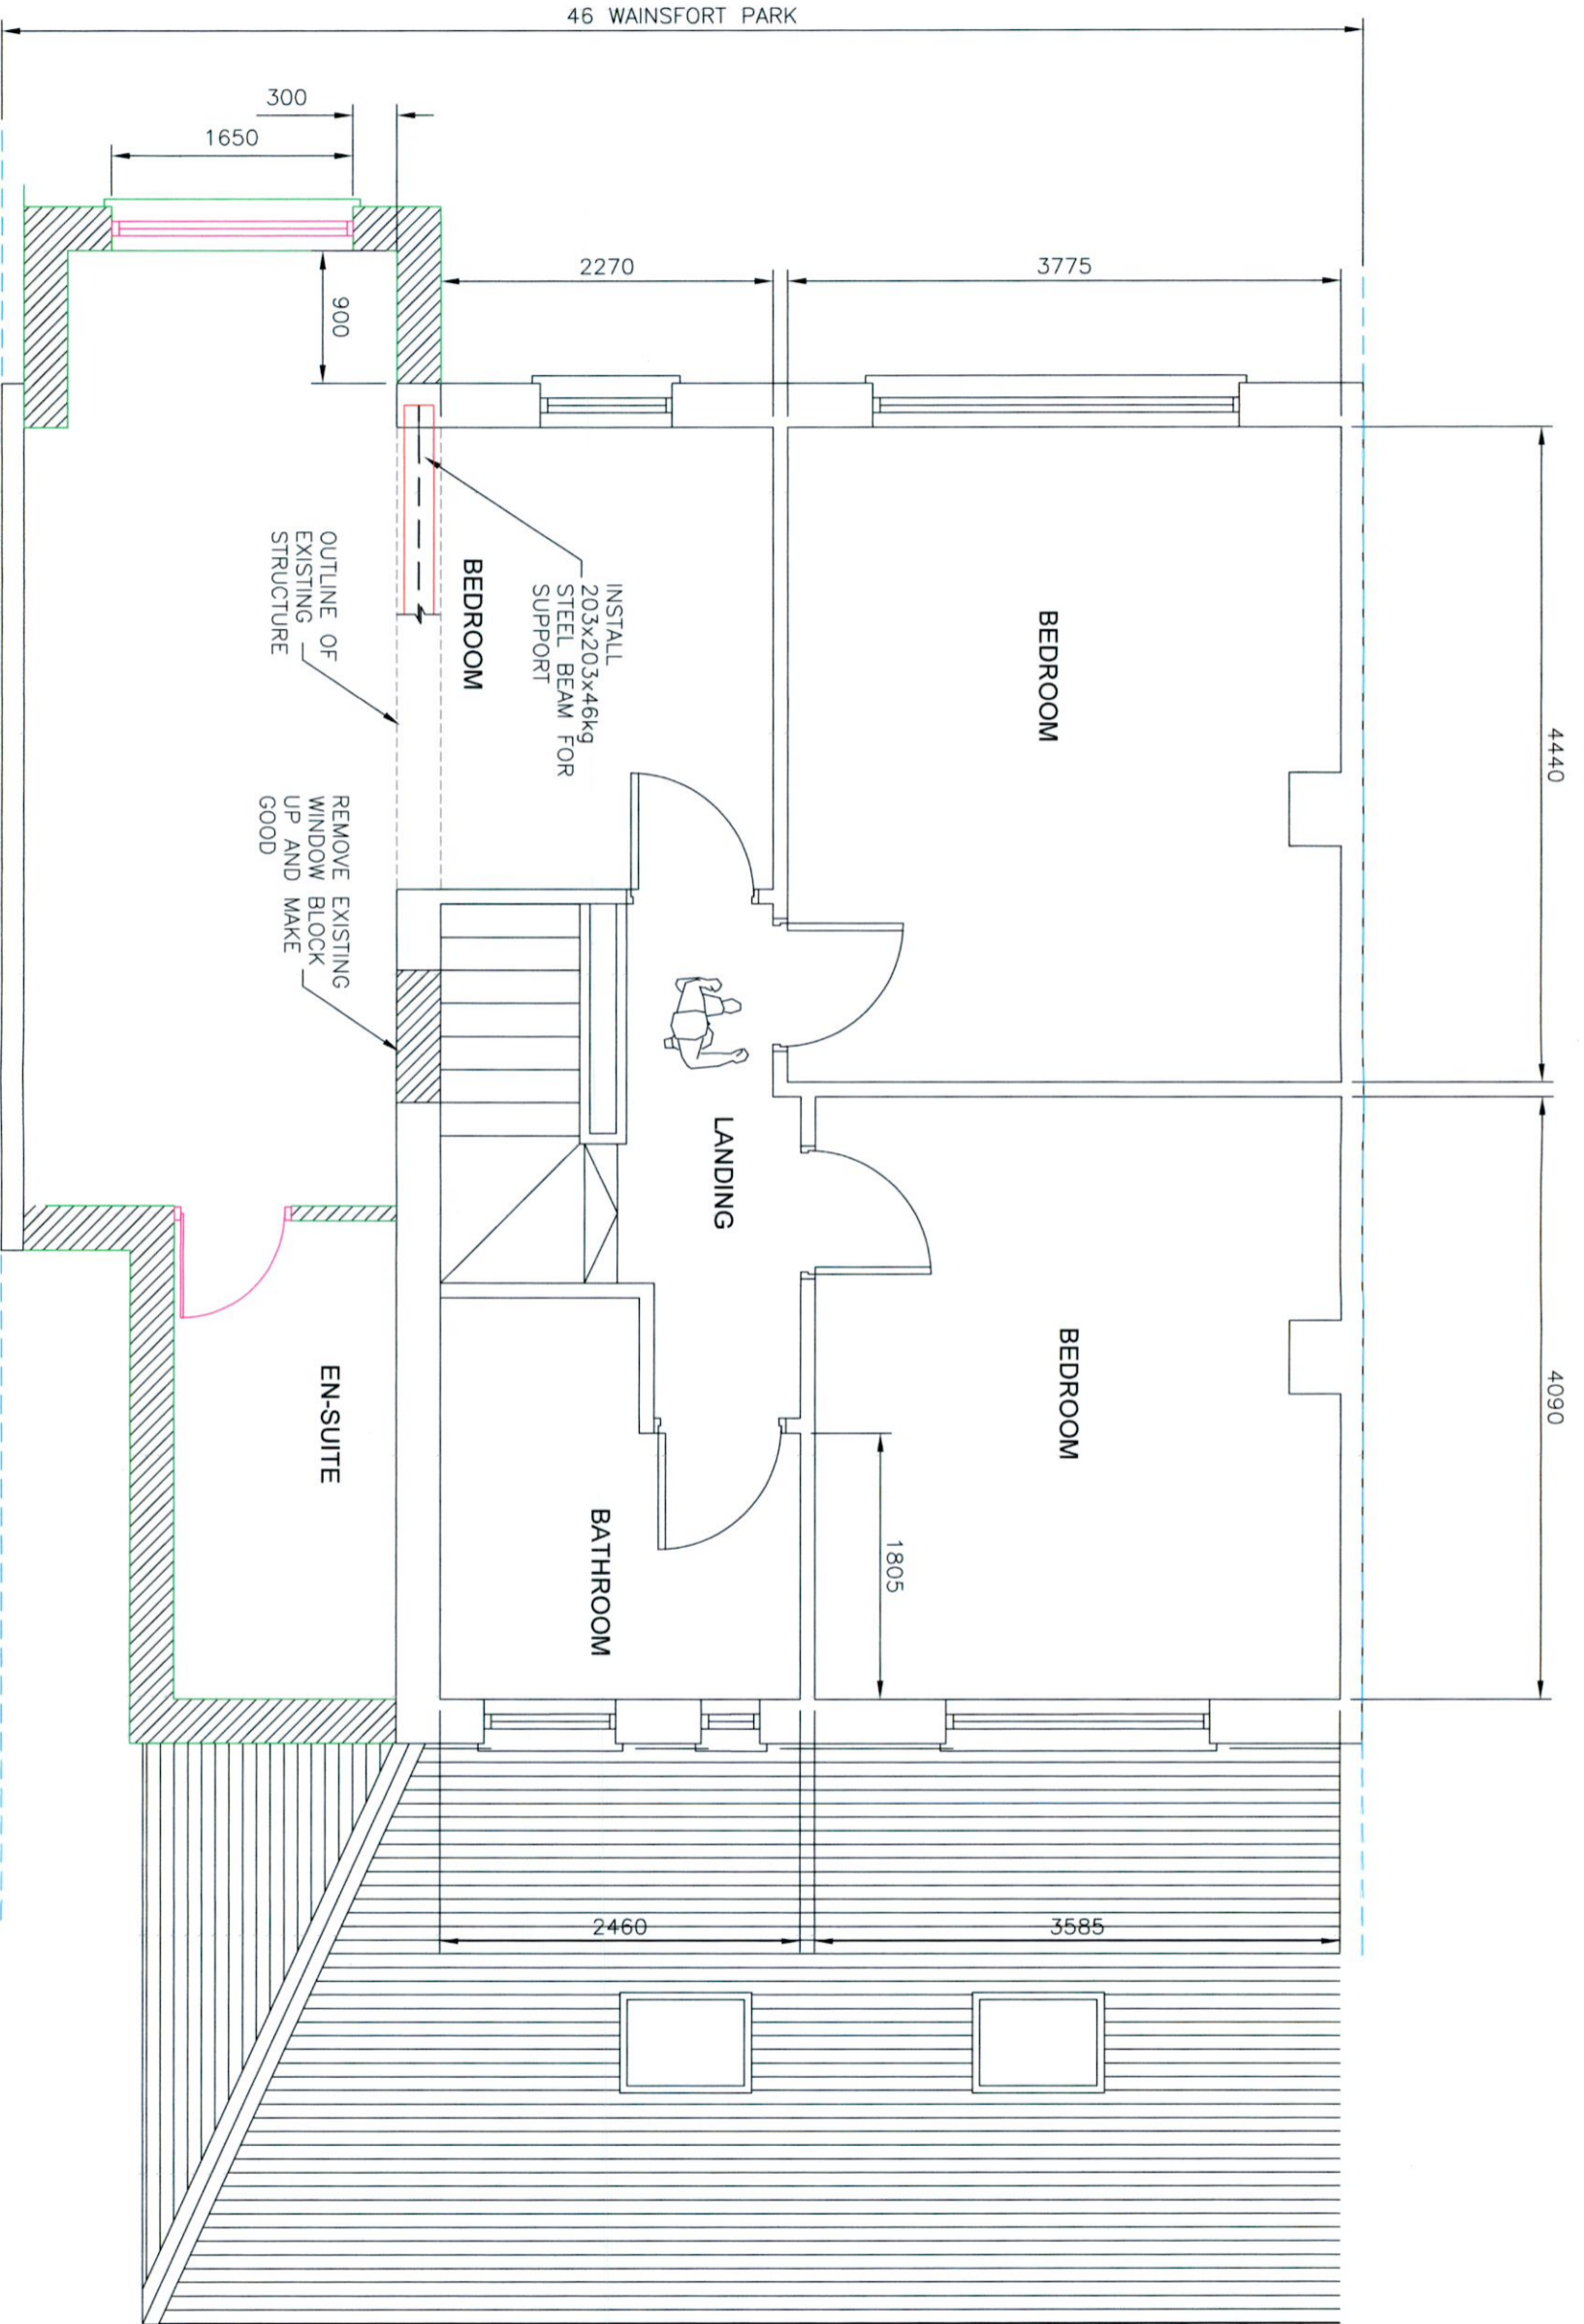 46 WAINSFORT PARK
300
1650
900
2270
3775
4440
4090
BEDROOM
BEDROOM
INSTALL
203x203x46kg
STEEL BEAM FOR
SUPPORT
OUTLINE OF
EXISTING
STRUCTURE
REMOVE EXISTING
WINDOW BLOCK
UP AND MAKE
GOOD
LANDING
BEDROOM
1805
EN-SUITE
BATHROOM
2460
3585